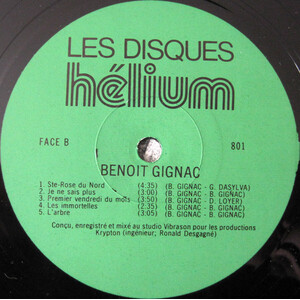 LES DISQUES
hélium
FACE B
801
BENOIT GIGNAC
1 Ste-Rose du Nord (4:35) (B. GIGNAC - G. DASYLVA)
2. Je ne sais plus (3:00) (B. GIGNAC - B. GIGNAC)
3. Premier vendredi du mois (3:50) (B. GIGNAC - D. LOYER)
4. Les immortelles (2:35) (B. GIGNAC - B. GIGNAC)
5. L'arbre (3:05) (B. GIGNAC - B. GIGNAC)
Conçu, enregistré et mixé au studio Vibrason pour les productions
Krypton (ingénieur; Ronald Desgagné)